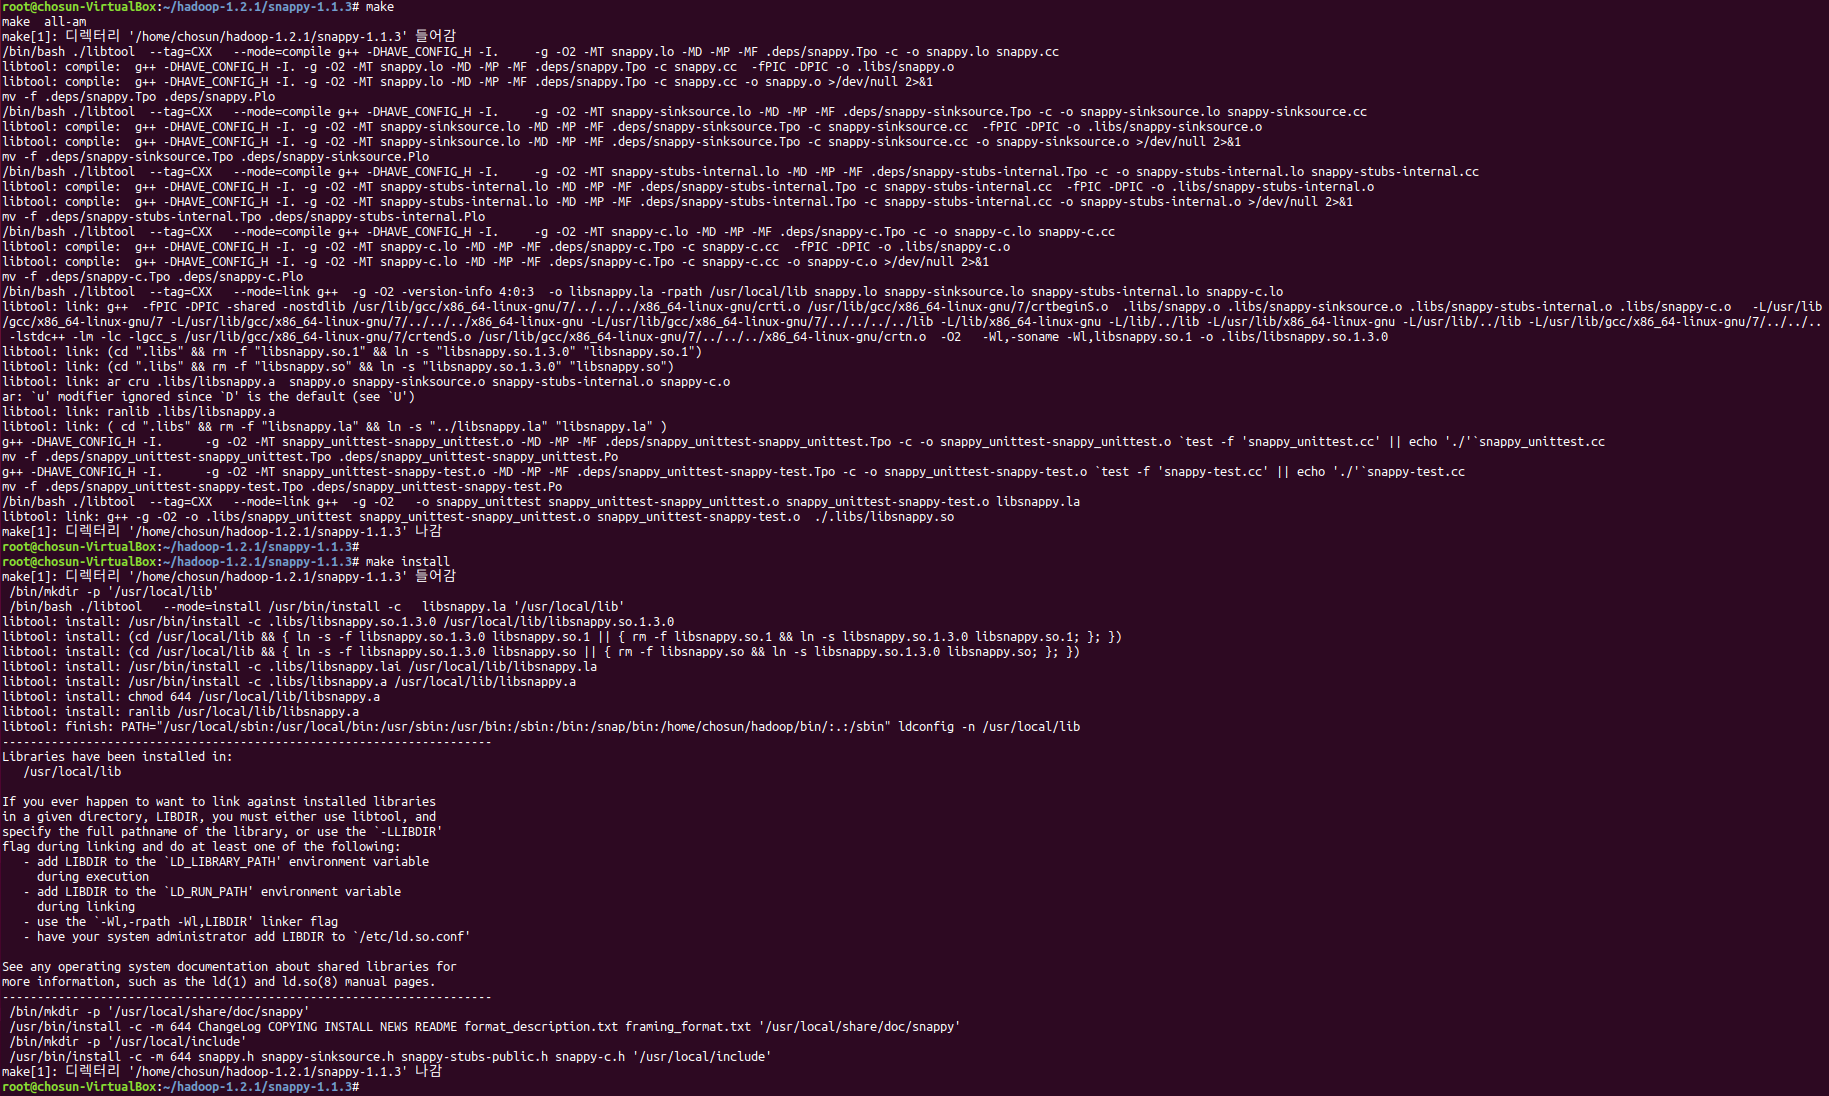 root@chosun-VirtualBox:~/hadoop-1.2.1/snappy-1.1.3# make
make  all-am
make[1]: 디렉터리 '/home/chosun/hadoop-1.2.1/snappy-1.1.3' 들어감
/bin/bash ./libtool  --tag=CXX   --mode=compile g++ -DHAVE_CONFIG_H -I.     -g -O2 -MT snappy.lo -MD -MP -MF .deps/snappy.Tpo -c -o snappy.lo snappy.cc
libtool: compile:  g++ -DHAVE_CONFIG_H -I. -g -O2 -MT snappy.lo -MD -MP -MF .deps/snappy.Tpo -c snappy.cc  -fPIC -DPIC -o .libs/snappy.o
libtool: compile:  g++ -DHAVE_CONFIG_H -I. -g -O2 -MT snappy.lo -MD -MP -MF .deps/snappy.Tpo -c snappy.cc -o snappy.o >/dev/null 2>&1
mv -f .deps/snappy.Tpo .deps/snappy.Plo
/bin/bash ./libtool  --tag=CXX   --mode=compile g++ -DHAVE_CONFIG_H -I.     -g -O2 -MT snappy-sinksource.lo -MD -MP -MF .deps/snappy-sinksource.Tpo -c -o snappy-sinksource.lo snappy-sinksource.cc
libtool: compile:  g++ -DHAVE_CONFIG_H -I. -g -O2 -MT snappy-sinksource.lo -MD -MP -MF .deps/snappy-sinksource.Tpo -c snappy-sinksource.cc  -fPIC -DPIC -o .libs/snappy-sinksource.o
libtool: compile:  g++ -DHAVE_CONFIG_H -I. -g -O2 -MT snappy-sinksource.lo -MD -MP -MF .deps/snappy-sinksource.Tpo -c snappy-sinksource.cc -o snappy-sinksource.o >/dev/null 2>&1
mv -f .deps/snappy-sinksource.Tpo .deps/snappy-sinksource.Plo
/bin/bash ./libtool  --tag=CXX   --mode=compile g++ -DHAVE_CONFIG_H -I.     -g -O2 -MT snappy-stubs-internal.lo -MD -MP -MF .deps/snappy-stubs-internal.Tpo -c -o snappy-stubs-internal.lo snappy-stubs-internal.cc
libtool: compile:  g++ -DHAVE_CONFIG_H -I. -g -O2 -MT snappy-stubs-internal.lo -MD -MP -MF .deps/snappy-stubs-internal.Tpo -c snappy-stubs-internal.cc  -fPIC -DPIC -o .libs/snappy-stubs-internal.o
libtool: compile:  g++ -DHAVE_CONFIG_H -I. -g -O2 -MT snappy-stubs-internal.lo -MD -MP -MF .deps/snappy-stubs-internal.Tpo -c snappy-stubs-internal.cc -o snappy-stubs-internal.o >/dev/null 2>&1
mv -f .deps/snappy-stubs-internal.Tpo .deps/snappy-stubs-internal.Plo
/bin/bash ./libtool  --tag=CXX   --mode=compile g++ -DHAVE_CONFIG_H -I.     -g -O2 -MT snappy-c.lo -MD -MP -MF .deps/snappy-c.Tpo -c -o snappy-c.lo snappy-c.cc
libtool: compile:  g++ -DHAVE_CONFIG_H -I. -g -O2 -MT snappy-c.lo -MD -MP -MF .deps/snappy-c.Tpo -c snappy-c.cc  -fPIC -DPIC -o .libs/snappy-c.o
libtool: compile:  g++ -DHAVE_CONFIG_H -I. -g -O2 -MT snappy-c.lo -MD -MP -MF .deps/snappy-c.Tpo -c snappy-c.cc -o snappy-c.o >/dev/null 2>&1
mv -f .deps/snappy-c.Tpo .deps/snappy-c.Plo
/bin/bash ./libtool  --tag=CXX   --mode=link g++  -g -O2 -version-info 4:0:3  -o libsnappy.la -rpath /usr/local/lib snappy.lo snappy-sinksource.lo snappy-stubs-internal.lo snappy-c.lo
libtool: link: g++  -fPIC -DPIC -shared -nostdlib /usr/lib/gcc/x86_64-linux-gnu/7/../../../x86_64-linux-gnu/crti.o /usr/lib/gcc/x86_64-linux-gnu/7/crtbeginS.o  .libs/snappy.o .libs/snappy-sinksource.o .libs/snappy-stubs-internal.o .libs/snappy-c.o   -L/usr/lib
/gcc/x86_64-linux-gnu/7 -L/usr/lib/gcc/x86_64-linux-gnu/7/../../../x86_64-linux-gnu -L/usr/lib/gcc/x86_64-linux-gnu/7/../../../../lib -L/lib/x86_64-linux-gnu -L/lib/../lib -L/usr/lib/x86_64-linux-gnu -L/usr/lib/../lib -L/usr/lib/gcc/x86_64-linux-gnu/7/../../..
 -lstdc++ -lm -lc -lgcc_s /usr/lib/gcc/x86_64-linux-gnu/7/crtendS.o /usr/lib/gcc/x86_64-linux-gnu/7/../../../x86_64-linux-gnu/crtn.o  -O2   -Wl,-soname -Wl,libsnappy.so.1 -o .libs/libsnappy.so.1.3.0
libtool: link: (cd ".libs" && rm -f "libsnappy.so.1" && ln -s "libsnappy.so.1.3.0" "libsnappy.so.1")
libtool: link: (cd ".libs" && rm -f "libsnappy.so" && ln -s "libsnappy.so.1.3.0" "libsnappy.so")
libtool: link: ar cru .libs/libsnappy.a  snappy.o snappy-sinksource.o snappy-stubs-internal.o snappy-c.o
ar: `u' modifier ignored since `D' is the default (see `U')
libtool: link: ranlib .libs/libsnappy.a
libtool: link: ( cd ".libs" && rm -f "libsnappy.la" && ln -s "../libsnappy.la" "libsnappy.la" )
g++ -DHAVE_CONFIG_H -I.      -g -O2 -MT snappy_unittest-snappy_unittest.o -MD -MP -MF .deps/snappy_unittest-snappy_unittest.Tpo -c -o snappy_unittest-snappy_unittest.o `test -f 'snappy_unittest.cc' || echo './'`snappy_unittest.cc
mv -f .deps/snappy_unittest-snappy_unittest.Tpo .deps/snappy_unittest-snappy_unittest.Po
g++ -DHAVE_CONFIG_H -I.      -g -O2 -MT snappy_unittest-snappy-test.o -MD -MP -MF .deps/snappy_unittest-snappy-test.Tpo -c -o snappy_unittest-snappy-test.o `test -f 'snappy-test.cc' || echo './'`snappy-test.cc
mv -f .deps/snappy_unittest-snappy-test.Tpo .deps/snappy_unittest-snappy-test.Po
/bin/bash ./libtool  --tag=CXX   --mode=link g++  -g -O2   -o snappy_unittest snappy_unittest-snappy_unittest.o snappy_unittest-snappy-test.o libsnappy.la
libtool: link: g++ -g -O2 -o .libs/snappy_unittest snappy_unittest-snappy_unittest.o snappy_unittest-snappy-test.o  ./.libs/libsnappy.so
make[1]: 디렉터리 '/home/chosun/hadoop-1.2.1/snappy-1.1.3' 나감
root@chosun-VirtualBox:~/hadoop-1.2.1/snappy-1.1.3#
root@chosun-VirtualBox:~/hadoop-1.2.1/snappy-1.1.3# make install
make[1]: 디렉터리 '/home/chosun/hadoop-1.2.1/snappy-1.1.3' 들어감
 /bin/mkdir -p '/usr/local/lib'
 /bin/bash ./libtool   --mode=install /usr/bin/install -c   libsnappy.la '/usr/local/lib'
libtool: install: /usr/bin/install -c .libs/libsnappy.so.1.3.0 /usr/local/lib/libsnappy.so.1.3.0
libtool: install: (cd /usr/local/lib && { ln -s -f libsnappy.so.1.3.0 libsnappy.so.1 || { rm -f libsnappy.so.1 && ln -s libsnappy.so.1.3.0 libsnappy.so.1; }; })
libtool: install: (cd /usr/local/lib && { ln -s -f libsnappy.so.1.3.0 libsnappy.so || { rm -f libsnappy.so && ln -s libsnappy.so.1.3.0 libsnappy.so; }; })
libtool: install: /usr/bin/install -c .libs/libsnappy.lai /usr/local/lib/libsnappy.la
libtool: install: /usr/bin/install -c .libs/libsnappy.a /usr/local/lib/libsnappy.a
libtool: install: chmod 644 /usr/local/lib/libsnappy.a
libtool: install: ranlib /usr/local/lib/libsnappy.a
libtool: finish: PATH="/usr/local/sbin:/usr/local/bin:/usr/sbin:/usr/bin:/sbin:/bin:/snap/bin:/home/chosun/hadoop/bin/:.:/sbin" ldconfig -n /usr/local/lib
----------------------------------------------------------------------
Libraries have been installed in:
   /usr/local/lib

If you ever happen to want to link against installed libraries
in a given directory, LIBDIR, you must either use libtool, and
specify the full pathname of the library, or use the `-LLIBDIR'
flag during linking and do at least one of the following:
   - add LIBDIR to the `LD_LIBRARY_PATH' environment variable
     during execution
   - add LIBDIR to the `LD_RUN_PATH' environment variable
     during linking
   - use the `-Wl,-rpath -Wl,LIBDIR' linker flag
   - have your system administrator add LIBDIR to `/etc/ld.so.conf'

See any operating system documentation about shared libraries for
more information, such as the ld(1) and ld.so(8) manual pages.
----------------------------------------------------------------------
 /bin/mkdir -p '/usr/local/share/doc/snappy'
 /usr/bin/install -c -m 644 ChangeLog COPYING INSTALL NEWS README format_description.txt framing_format.txt '/usr/local/share/doc/snappy'
 /bin/mkdir -p '/usr/local/include'
 /usr/bin/install -c -m 644 snappy.h snappy-sinksource.h snappy-stubs-public.h snappy-c.h '/usr/local/include'
make[1]: 디렉터리 '/home/chosun/hadoop-1.2.1/snappy-1.1.3' 나감
root@chosun-VirtualBox:~/hadoop-1.2.1/snappy-1.1.3#